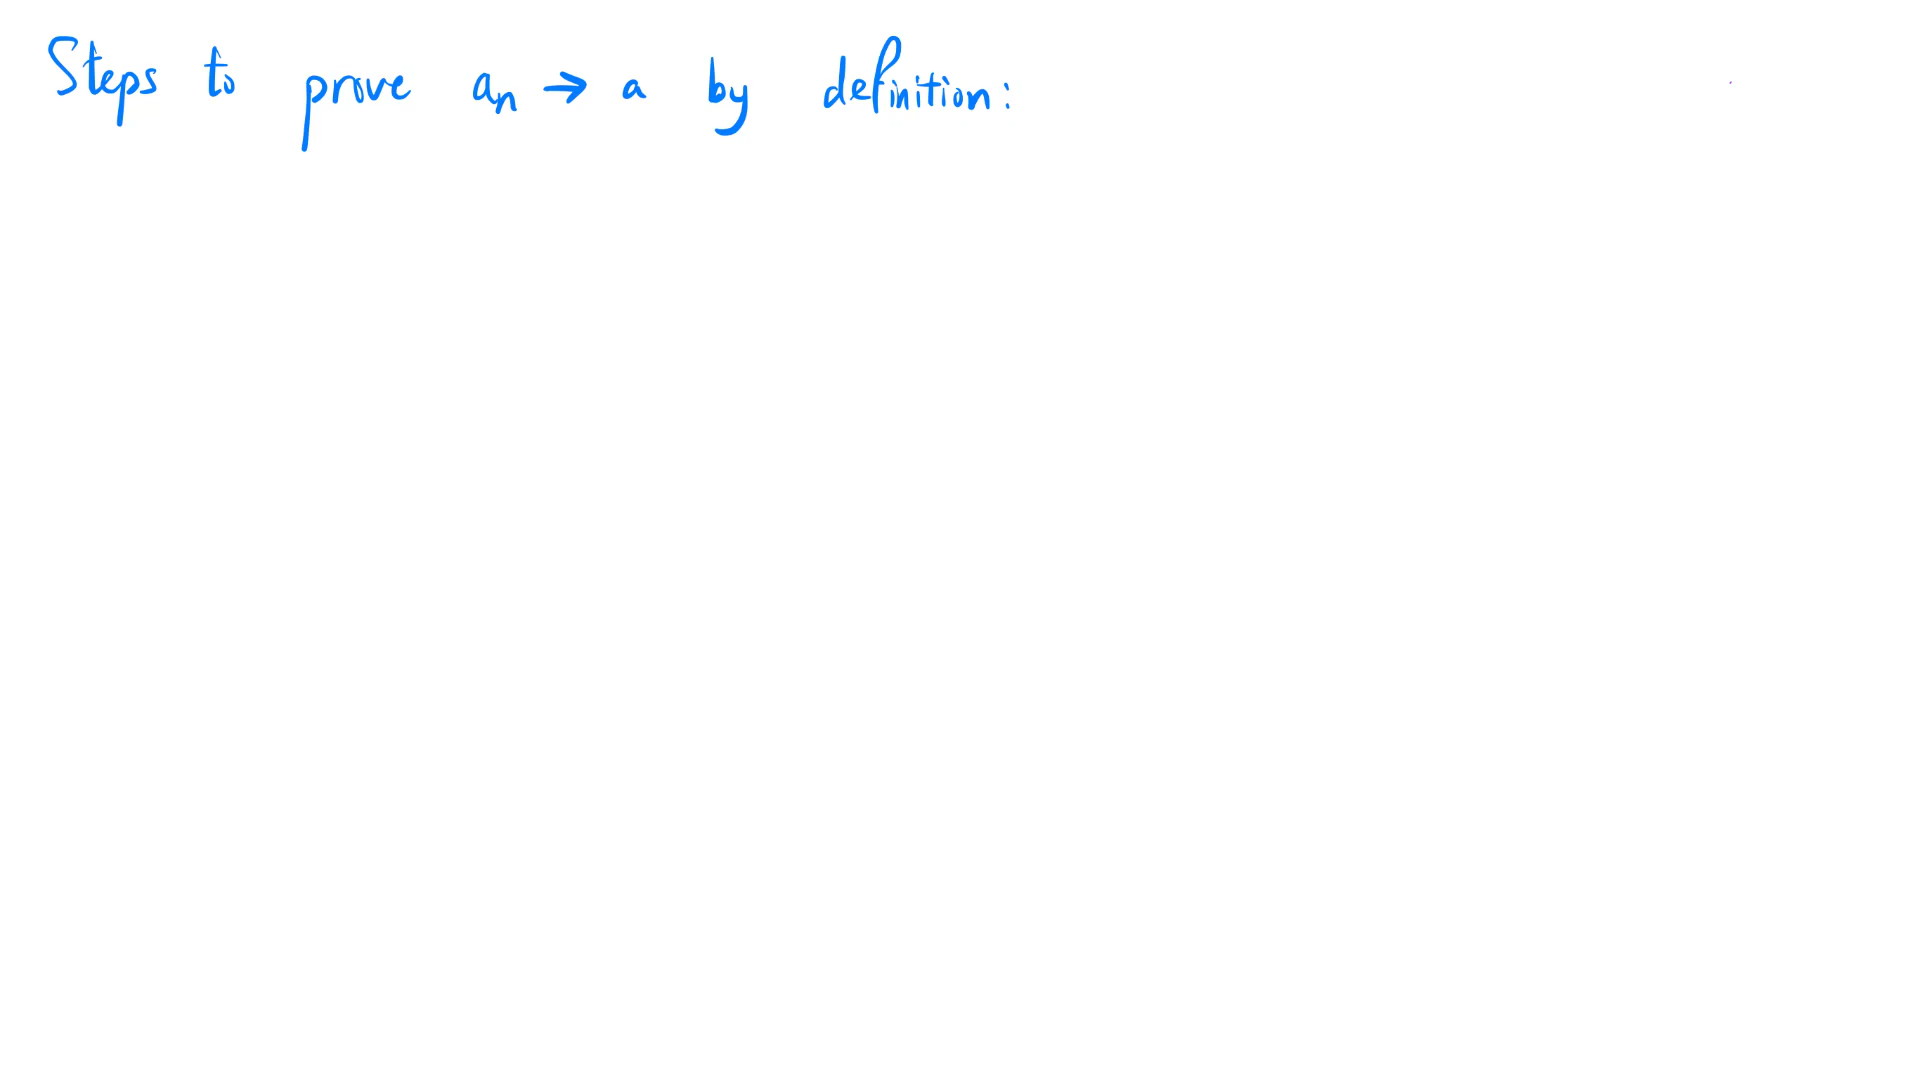 Steps to prove aₙ → a by definition: